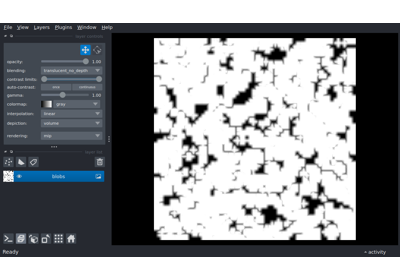 File View Layers Plugins Window Help
opacity: 1.00
blending: translucent_no_depth
contrast limits:
auto-contrast: once continuous
gamma: 1.00
colormap: gray
interpolation: linear
depiction: volume
rendering: mip
blobs
Ready
activity